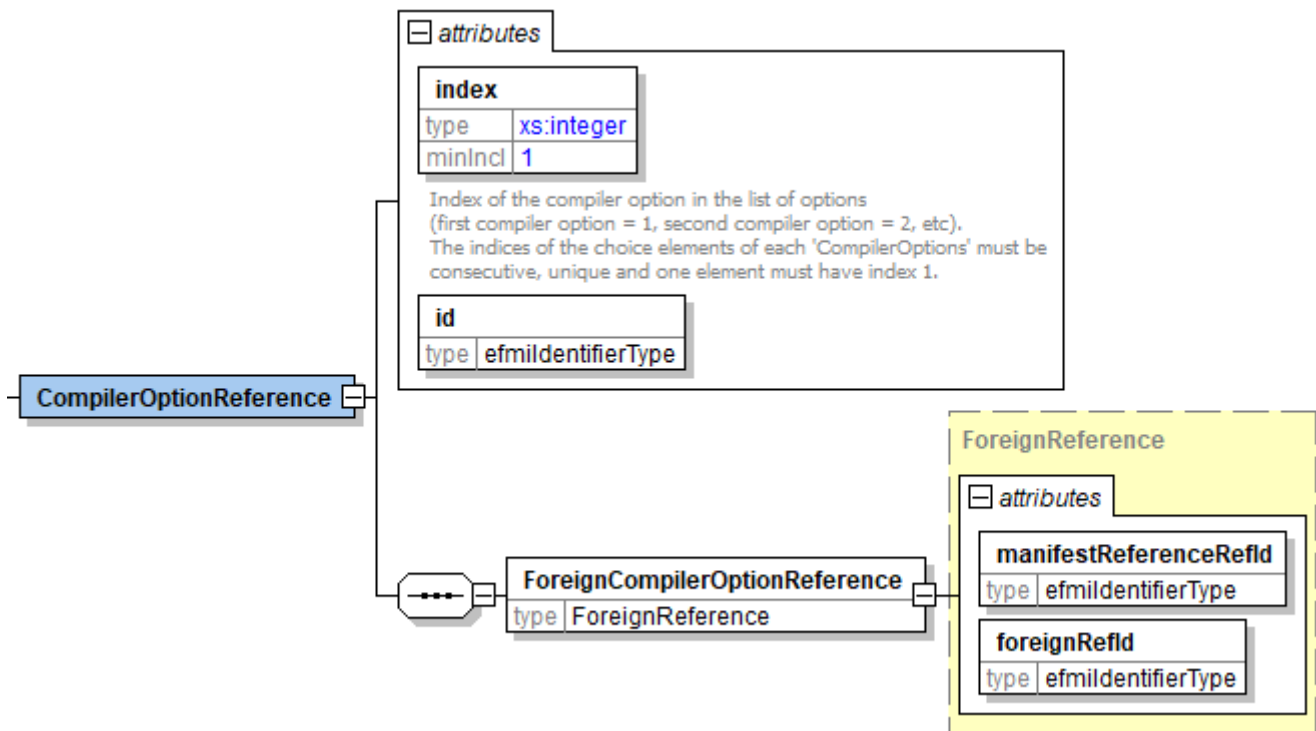 attributes
index
type xs:integer
minIncl 1
Index of the compiler option in the list of options
(first compiler option = 1, second compiler option = 2, etc).
The indices of the choice elements of each 'CompilerOptions' must be
consecutive, unique and one element must have index 1.
id
type efmiIdentifierType
CompilerOptionReference
ForeignCompilerOptionReference
type ForeignReference
ForeignReference
attributes
manifestReferenceRefId
type efmiIdentifierType
foreignRefId
type efmiIdentifierType